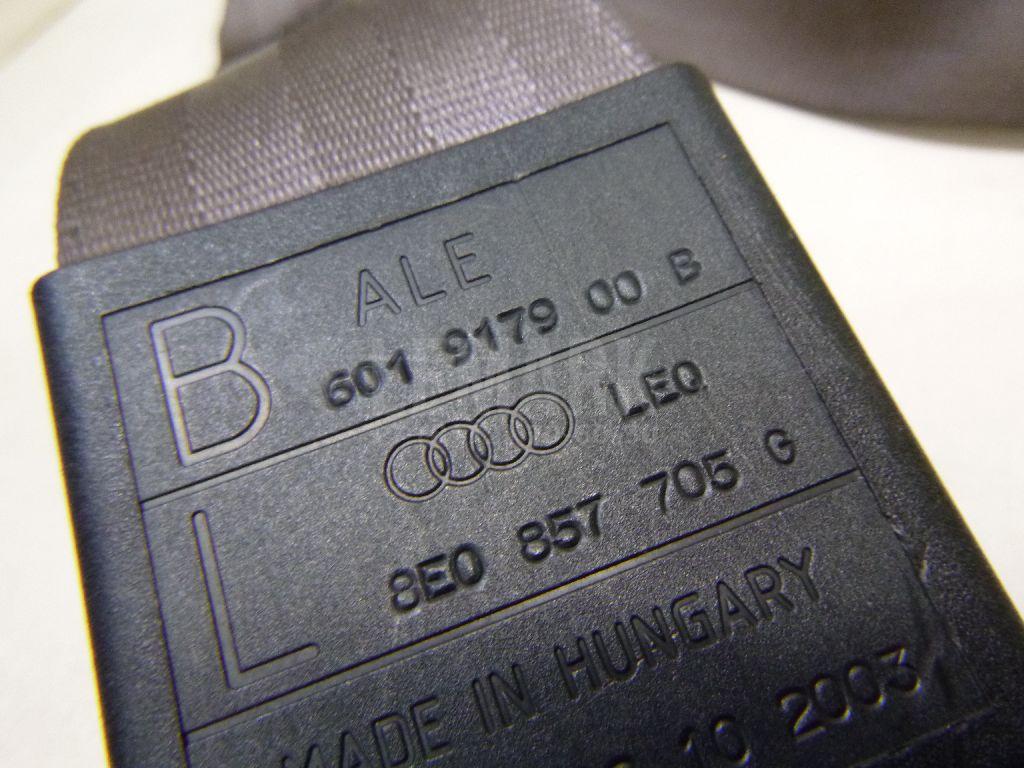 B ALE
601 9179 00 B
LEQ
L 8E0 857 705 G
MADE IN HUNGARY
10 2003